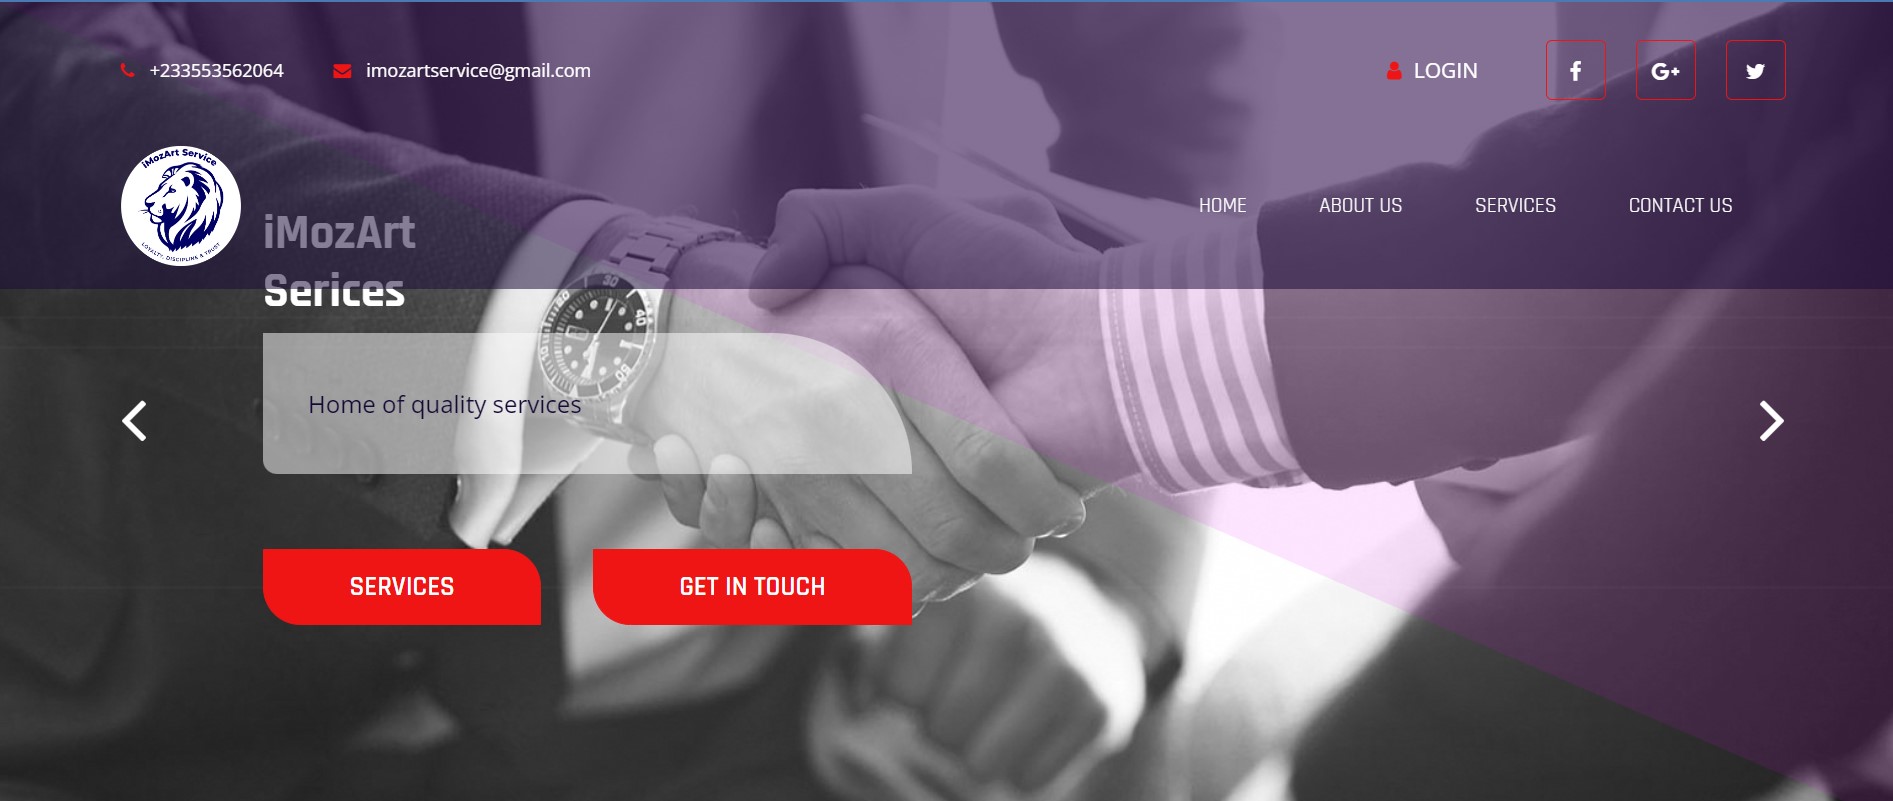 +233553562064 imozartservice@gmail.com LOGIN
iMozArt Service
LOYALTY, DISCIPLINE & TRUST
HOME ABOUT US SERVICES CONTACT US
iMozArt
Serices
Home of quality services
SERVICES GET IN TOUCH